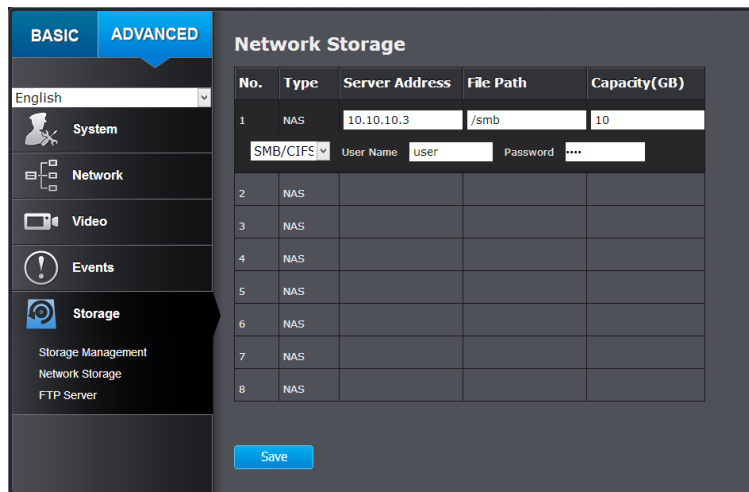 BASIC ADVANCED
Network Storage
No. Type Server Address File Path Capacity(GB)
English
1 NAS 10.10.10.3 /smb 10
System
SMB/CIFS User Name user Password ••••
Network
2 NAS
Video
3 NAS
4 NAS
Events
5 NAS
Storage
6 NAS
Storage Management
7 NAS
Network Storage
8 NAS
FTP Server
Save